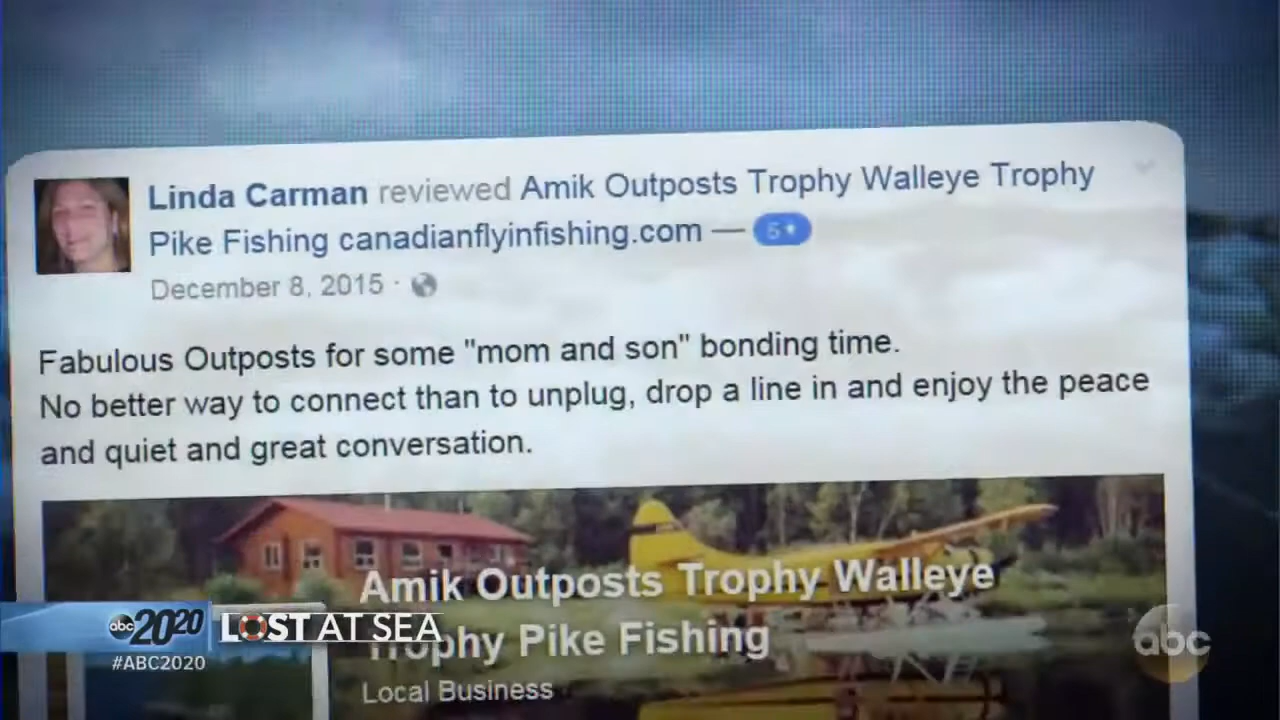 Linda Carman reviewed Amik Outposts Trophy Walleye Trophy
Pike Fishing canadianflyinfishing.com — 5★
December 8, 2015 ·
Fabulous Outposts for some "mom and son" bonding time.
No better way to connect than to unplug, drop a line in and enjoy the peace
and quiet and great conversation.
Amik Outposts Trophy Walleye
Trophy Pike Fishing
Local Business
abc 2020 LOST AT SEA
#ABC2020
abc